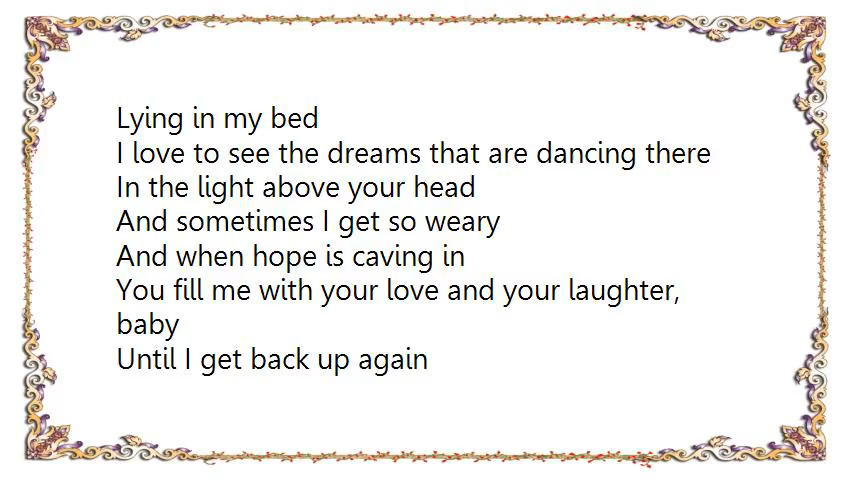 Lying in my bed
I love to see the dreams that are dancing there
In the light above your head
And sometimes I get so weary
And when hope is caving in
You fill me with your love and your laughter,
baby
Until I get back up again